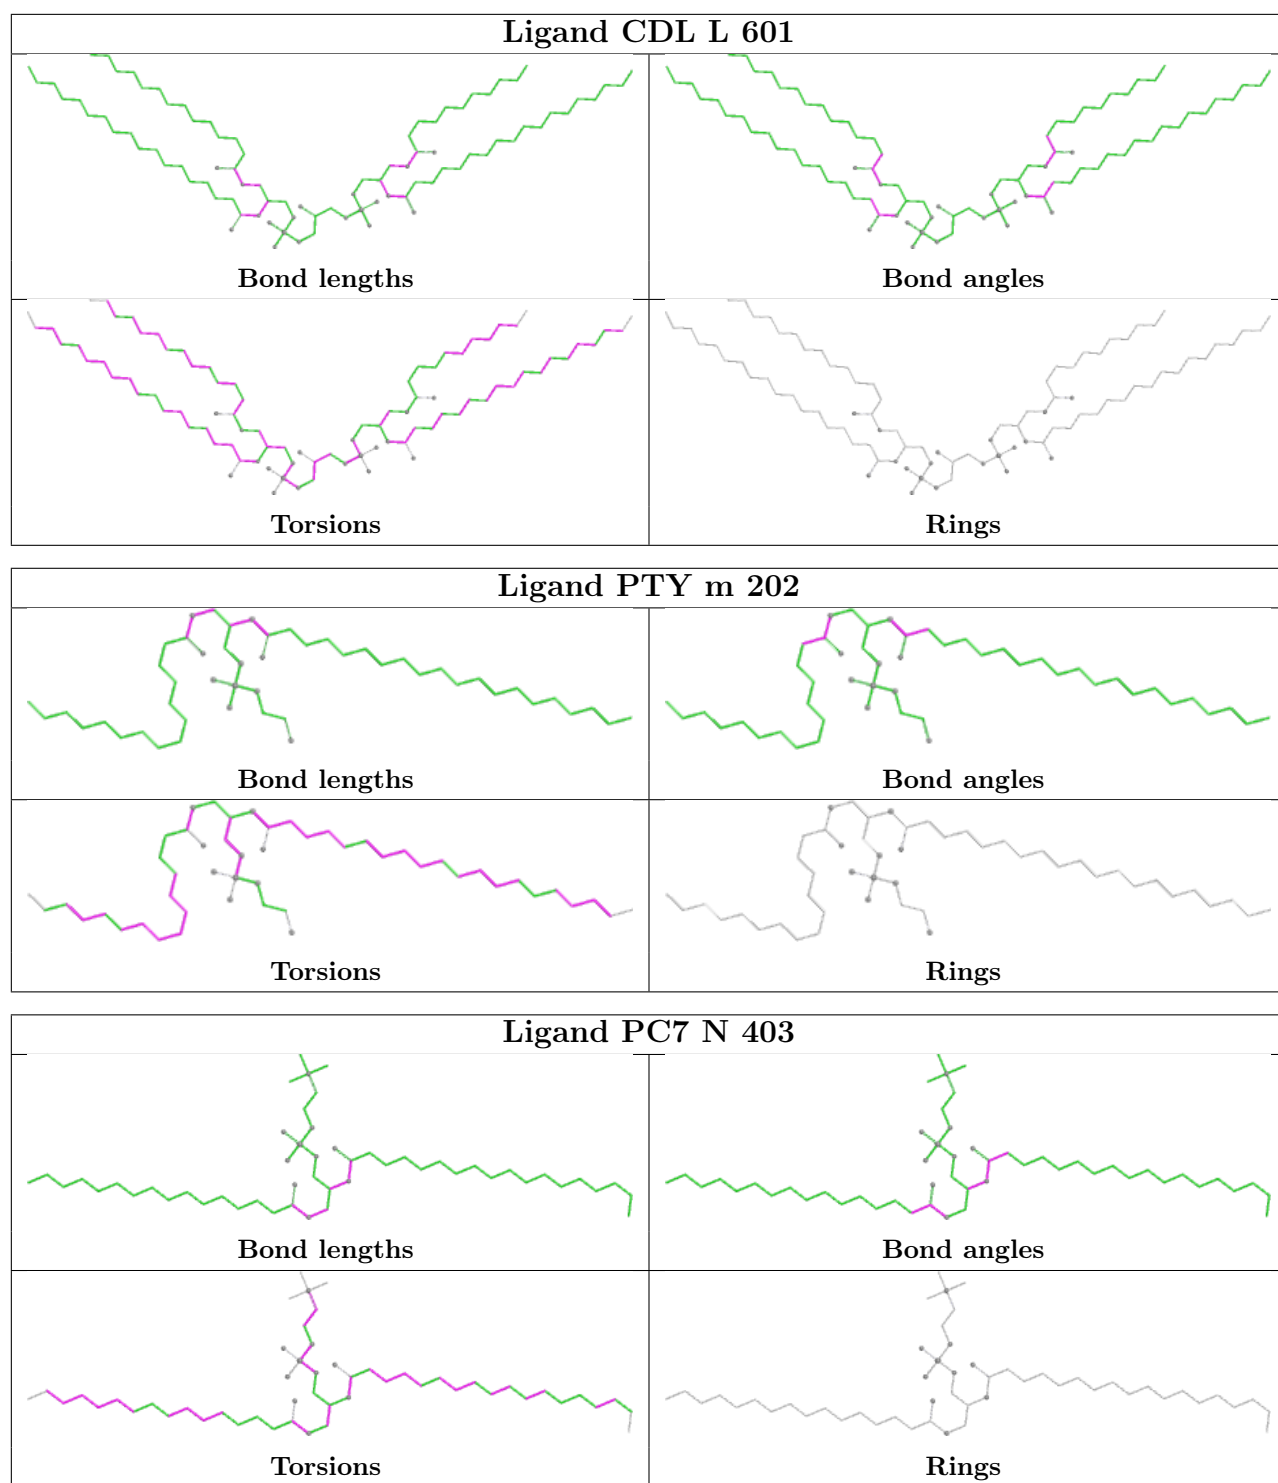 Ligand CDL L 601
Bond lengths
Bond angles
Torsions
Rings
Ligand PTY m 202
Bond lengths
Bond angles
Torsions
Rings
Ligand PC7 N 403
Bond lengths
Bond angles
Torsions
Rings